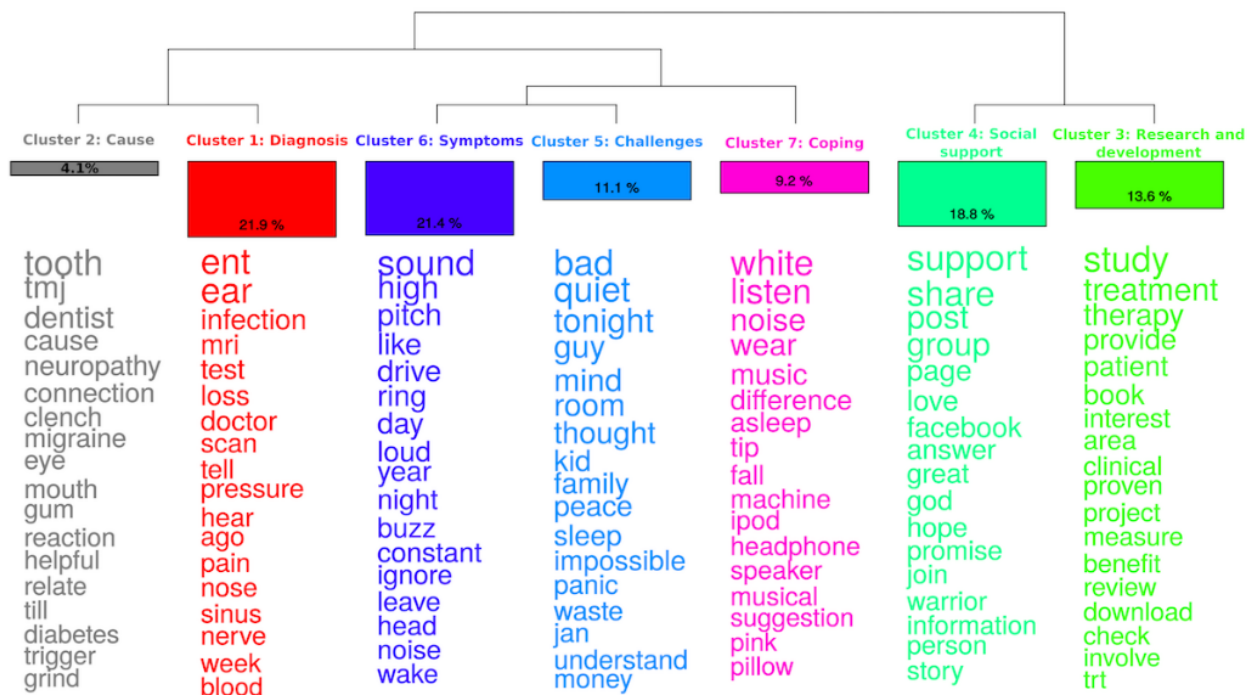 Cluster 2: Cause
4.1%
tooth
tmj
dentist
cause
neuropathy
connection
clench
migraine
eye
mouth
gum
reaction
helpful
relate
till
diabetes
trigger
grind
Cluster 1: Diagnosis
21.9 %
ent
ear
infection
mri
test
loss
doctor
scan
tell
pressure
hear
ago
pain
nose
sinus
nerve
week
blood
Cluster 6: Symptoms
21.4 %
sound
high
pitch
like
drive
ring
day
loud
year
night
buzz
constant
ignore
leave
head
noise
wake
Cluster 5: Challenges
11.1 %
bad
quiet
tonight
guy
mind
room
thought
kid
family
peace
sleep
impossible
panic
waste
jan
understand
money
Cluster 7: Coping
9.2 %
white
listen
noise
wear
music
difference
asleep
tip
fall
machine
ipod
headphone
speaker
musical
suggestion
pink
pillow
Cluster 4: Social
support
18.8 %
support
share
post
group
page
love
facebook
answer
great
god
hope
promise
join
warrior
information
person
story
Cluster 3: Research and
development
13.6 %
study
treatment
therapy
provide
patient
book
interest
area
clinical
proven
project
measure
benefit
review
download
check
involve
trt